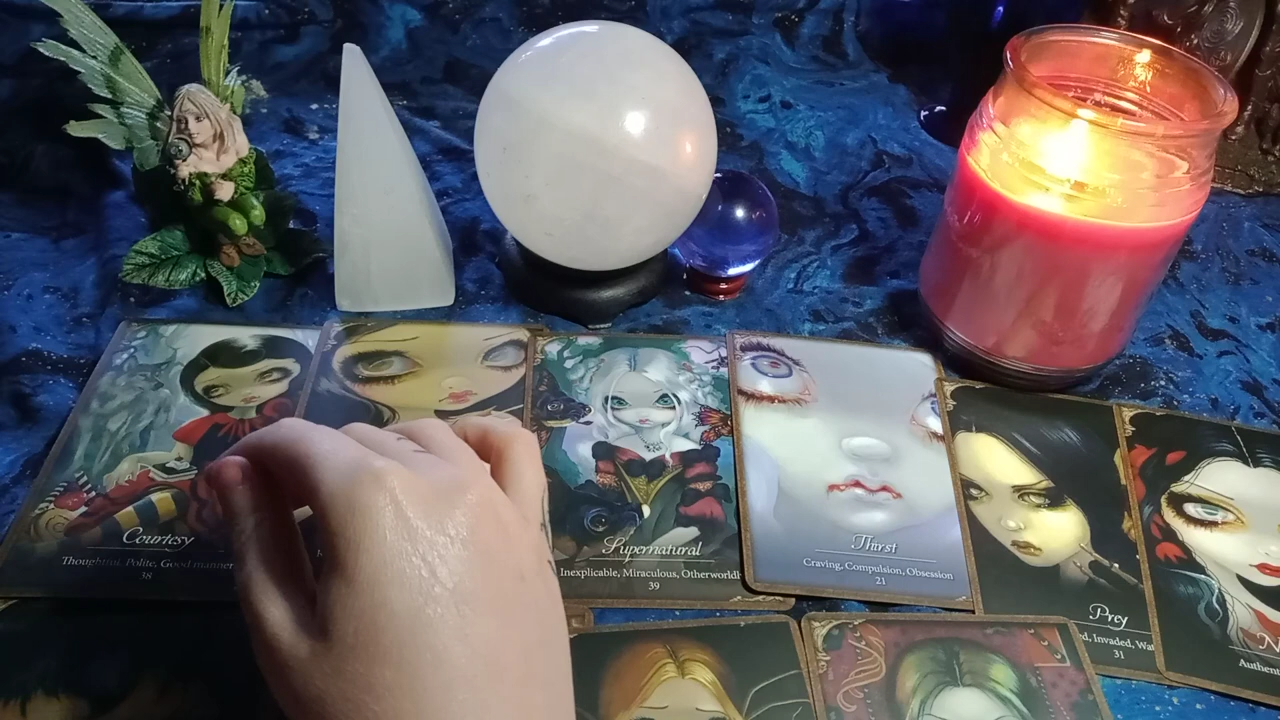 Courtesy
Thoughtful, Polite, Good manner
38
Supernatural
Inexplicable, Miraculous, Otherworldl
39
Thirst
Craving, Compulsion, Obsession
21
Prey
d, Invaded, Wa
31
N
Authent